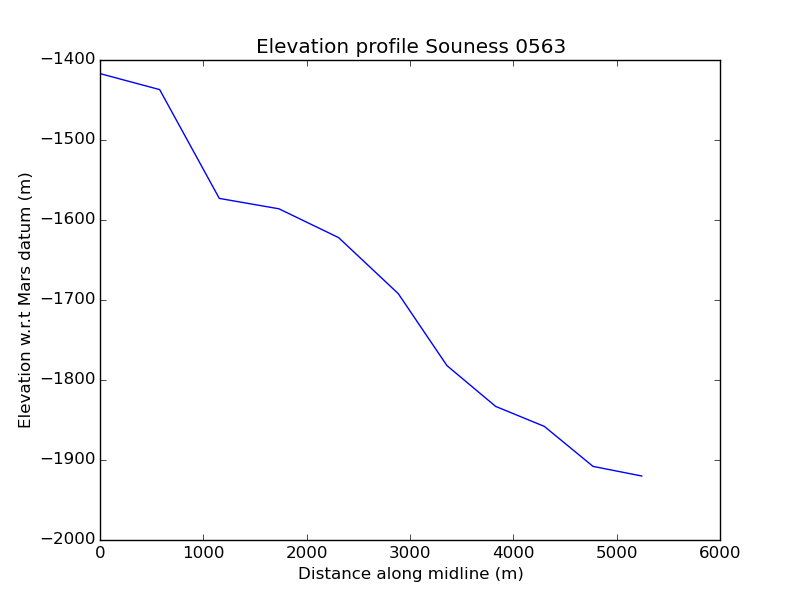 Elevation profile Souness 0563
−1400
−1500
−1600
−1700
−1800
−1900
−2000
Elevation w.r.t Mars datum (m)
0 1000 2000 3000 4000 5000 6000
Distance along midline (m)